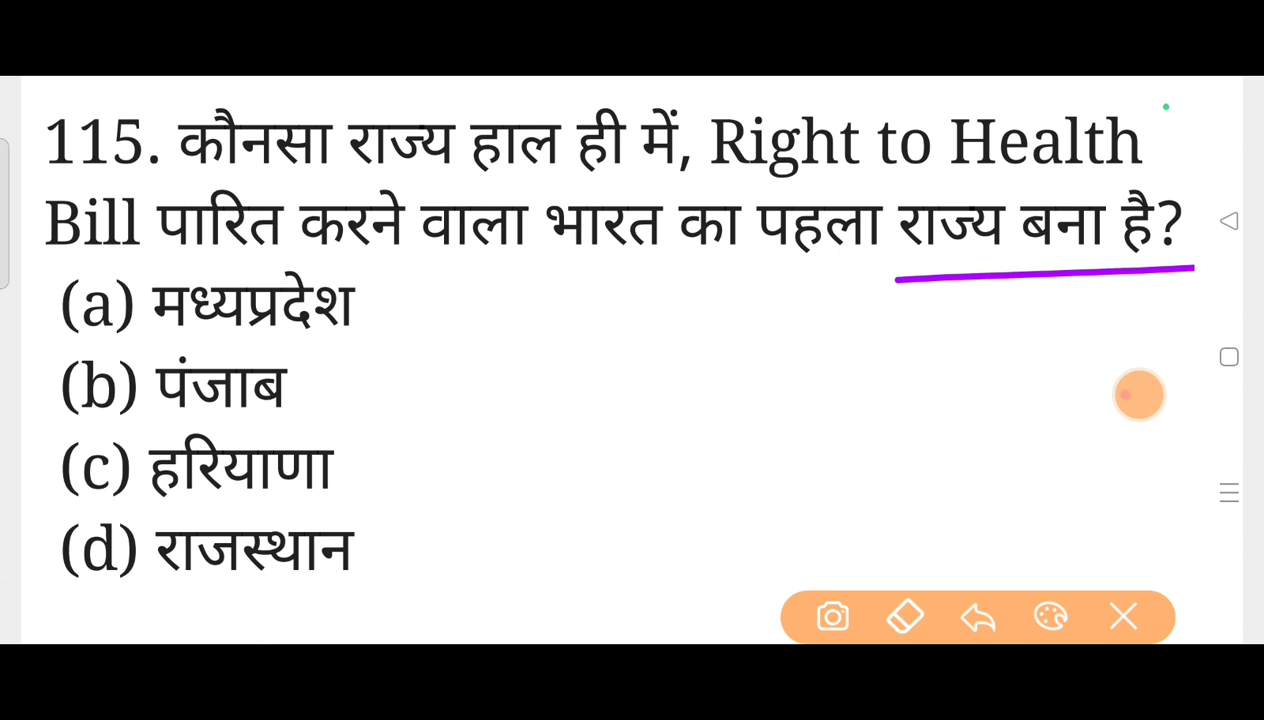 115. कौनसा राज्य हाल ही में, Right to Health
Bill पारित करने वाला भारत का पहला राज्य बना है?
(a) मध्यप्रदेश
(b) पंजाब
(c) हरियाणा
(d) राजस्थान